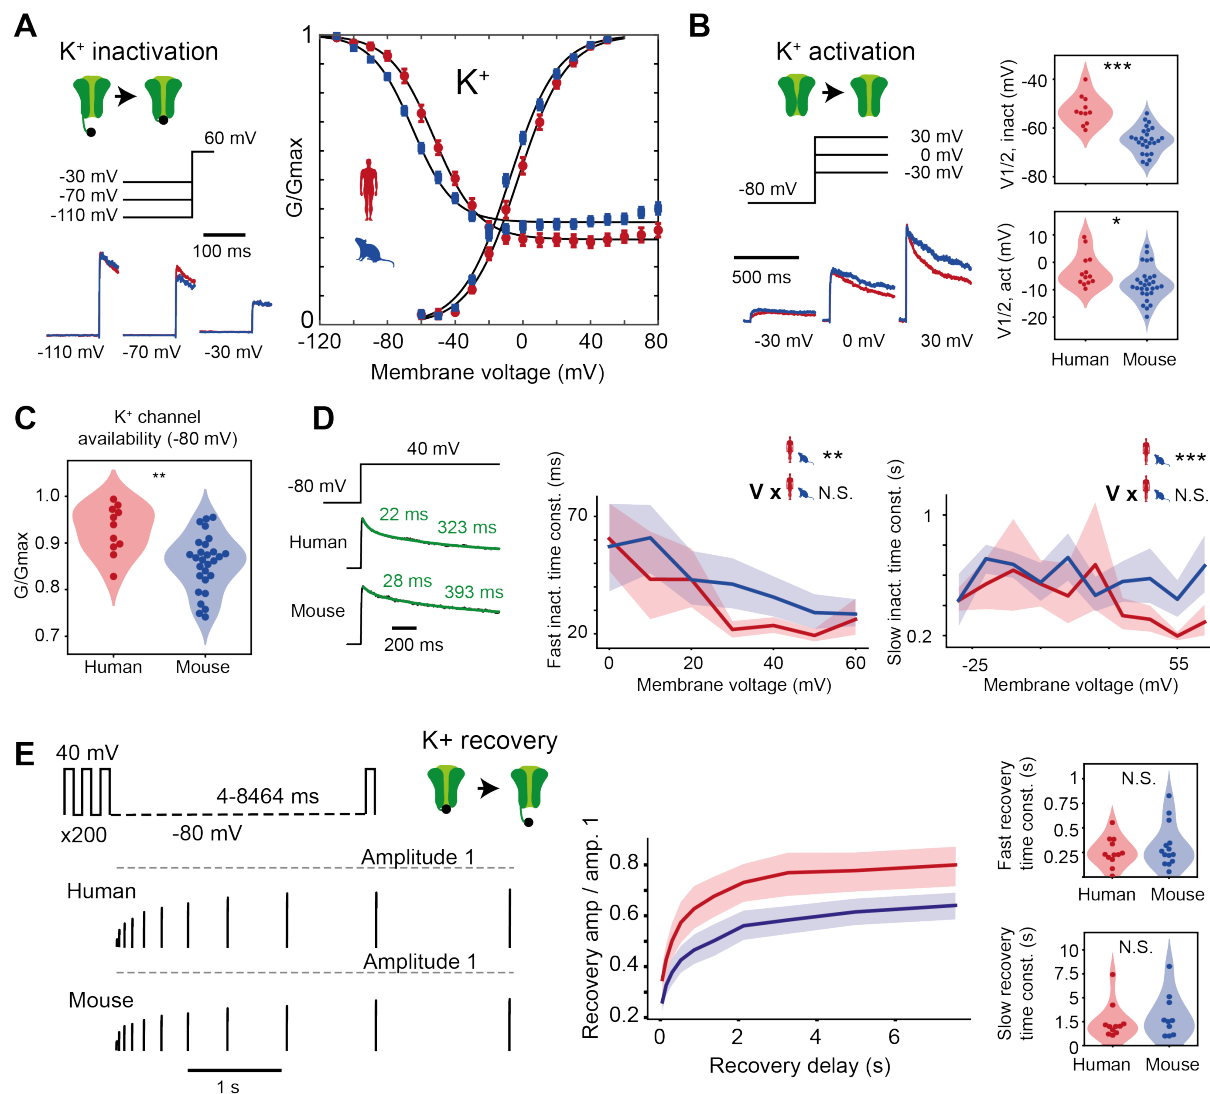 A
K⁺ inactivation
60 mV
-30 mV
-70 mV
-110 mV
100 ms
-110 mV
-70 mV
-30 mV
1
K⁺
G/Gmax
0
-120
-80
-40
0
40
80
Membrane voltage (mV)
B
K⁺ activation
30 mV
0 mV
-30 mV
-80 mV
500 ms
-30 mV
0 mV
30 mV
V1/2, inact (mV)
-40
-60
-80
***
V1/2, act (mV)
10
0
-10
-20
*
Human
Mouse
C
K⁺ channel
availability (-80 mV)
**
G/Gmax
1.0
0.9
0.8
0.7
Human
Mouse
D
40 mV
-80 mV
22 ms
323 ms
Human
28 ms
393 ms
Mouse
200 ms
**
V x
N.S.
Fast inact. time const. (ms)
70
20
0
20
40
60
Membrane voltage (mV)
***
V x
N.S.
Slow inact. time const. (s)
1
0.2
-25
55
Membrane voltage (mV)
E
40 mV
x200
4-8464 ms
-80 mV
K+ recovery
Amplitude 1
Human
Amplitude 1
Mouse
1 s
Recovery amp / amp. 1
0.8
0.6
0.4
0.2
0
2
4
6
Recovery delay (s)
Fast recovery
time const. (s)
1
0.75
0.5
0.25
N.S.
Human
Mouse
Slow recovery
time const. (s)
10
7.5
5
1.5
0
N.S.
Human
Mouse